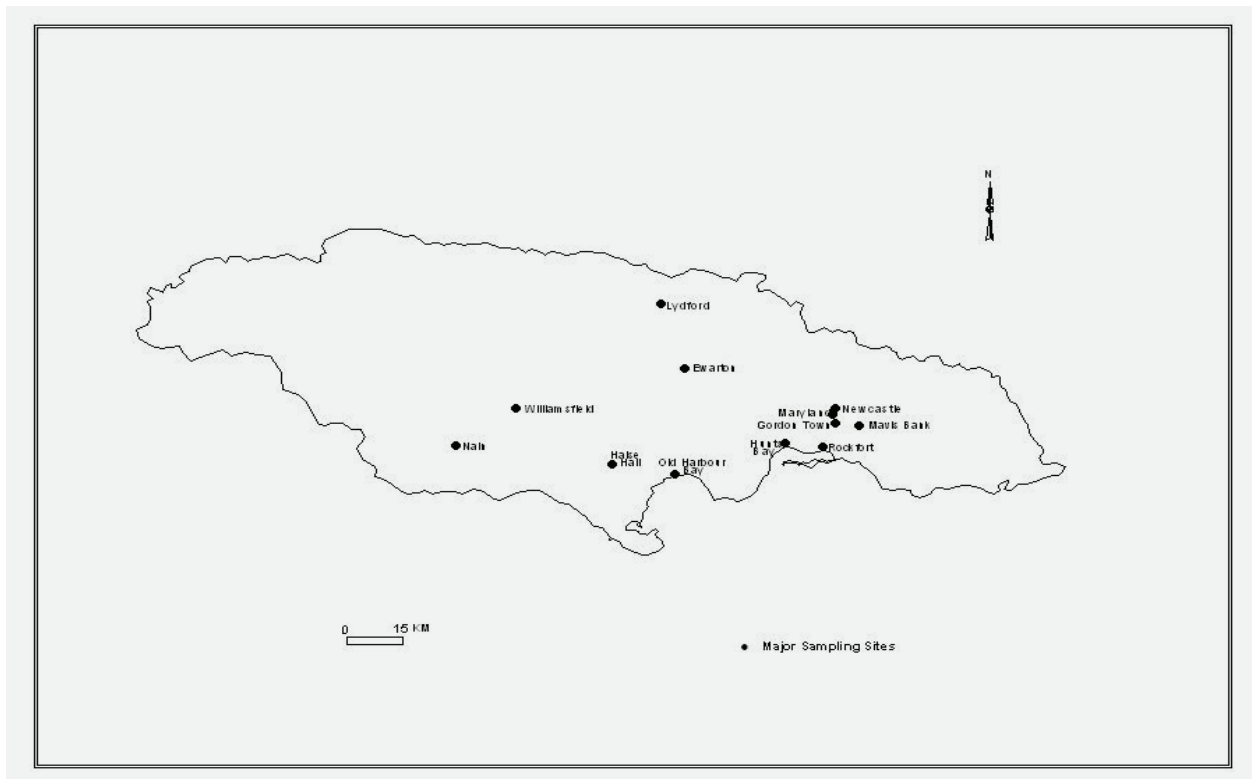 N
Lydford
Ewarton
Williamsfield
Newcastle
Maryland
Gordon Town
Mavis Bank
Hunts
Bay
Rockfort
Nain
Halse
Hall
Old Harbour
Bay
0 15 KM
Major Sampling Sites